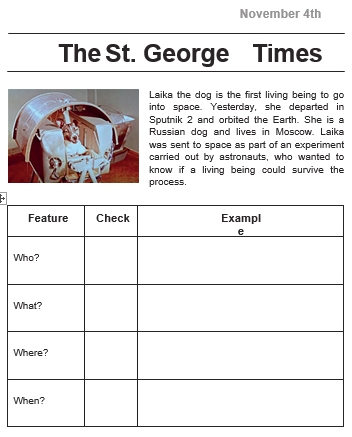 November 4th
The St. George Times
Laika the dog is the first living being to go
into space. Yesterday, she departed in
Sputnik 2 and orbited the Earth. She is a
Russian dog and lives in Moscow. Laika
was sent to space as part of an experiment
carried out by astronauts, who wanted to
know if a living being could survive the
process.
Feature Check Exampl
e
Who?
What?
Where?
When?